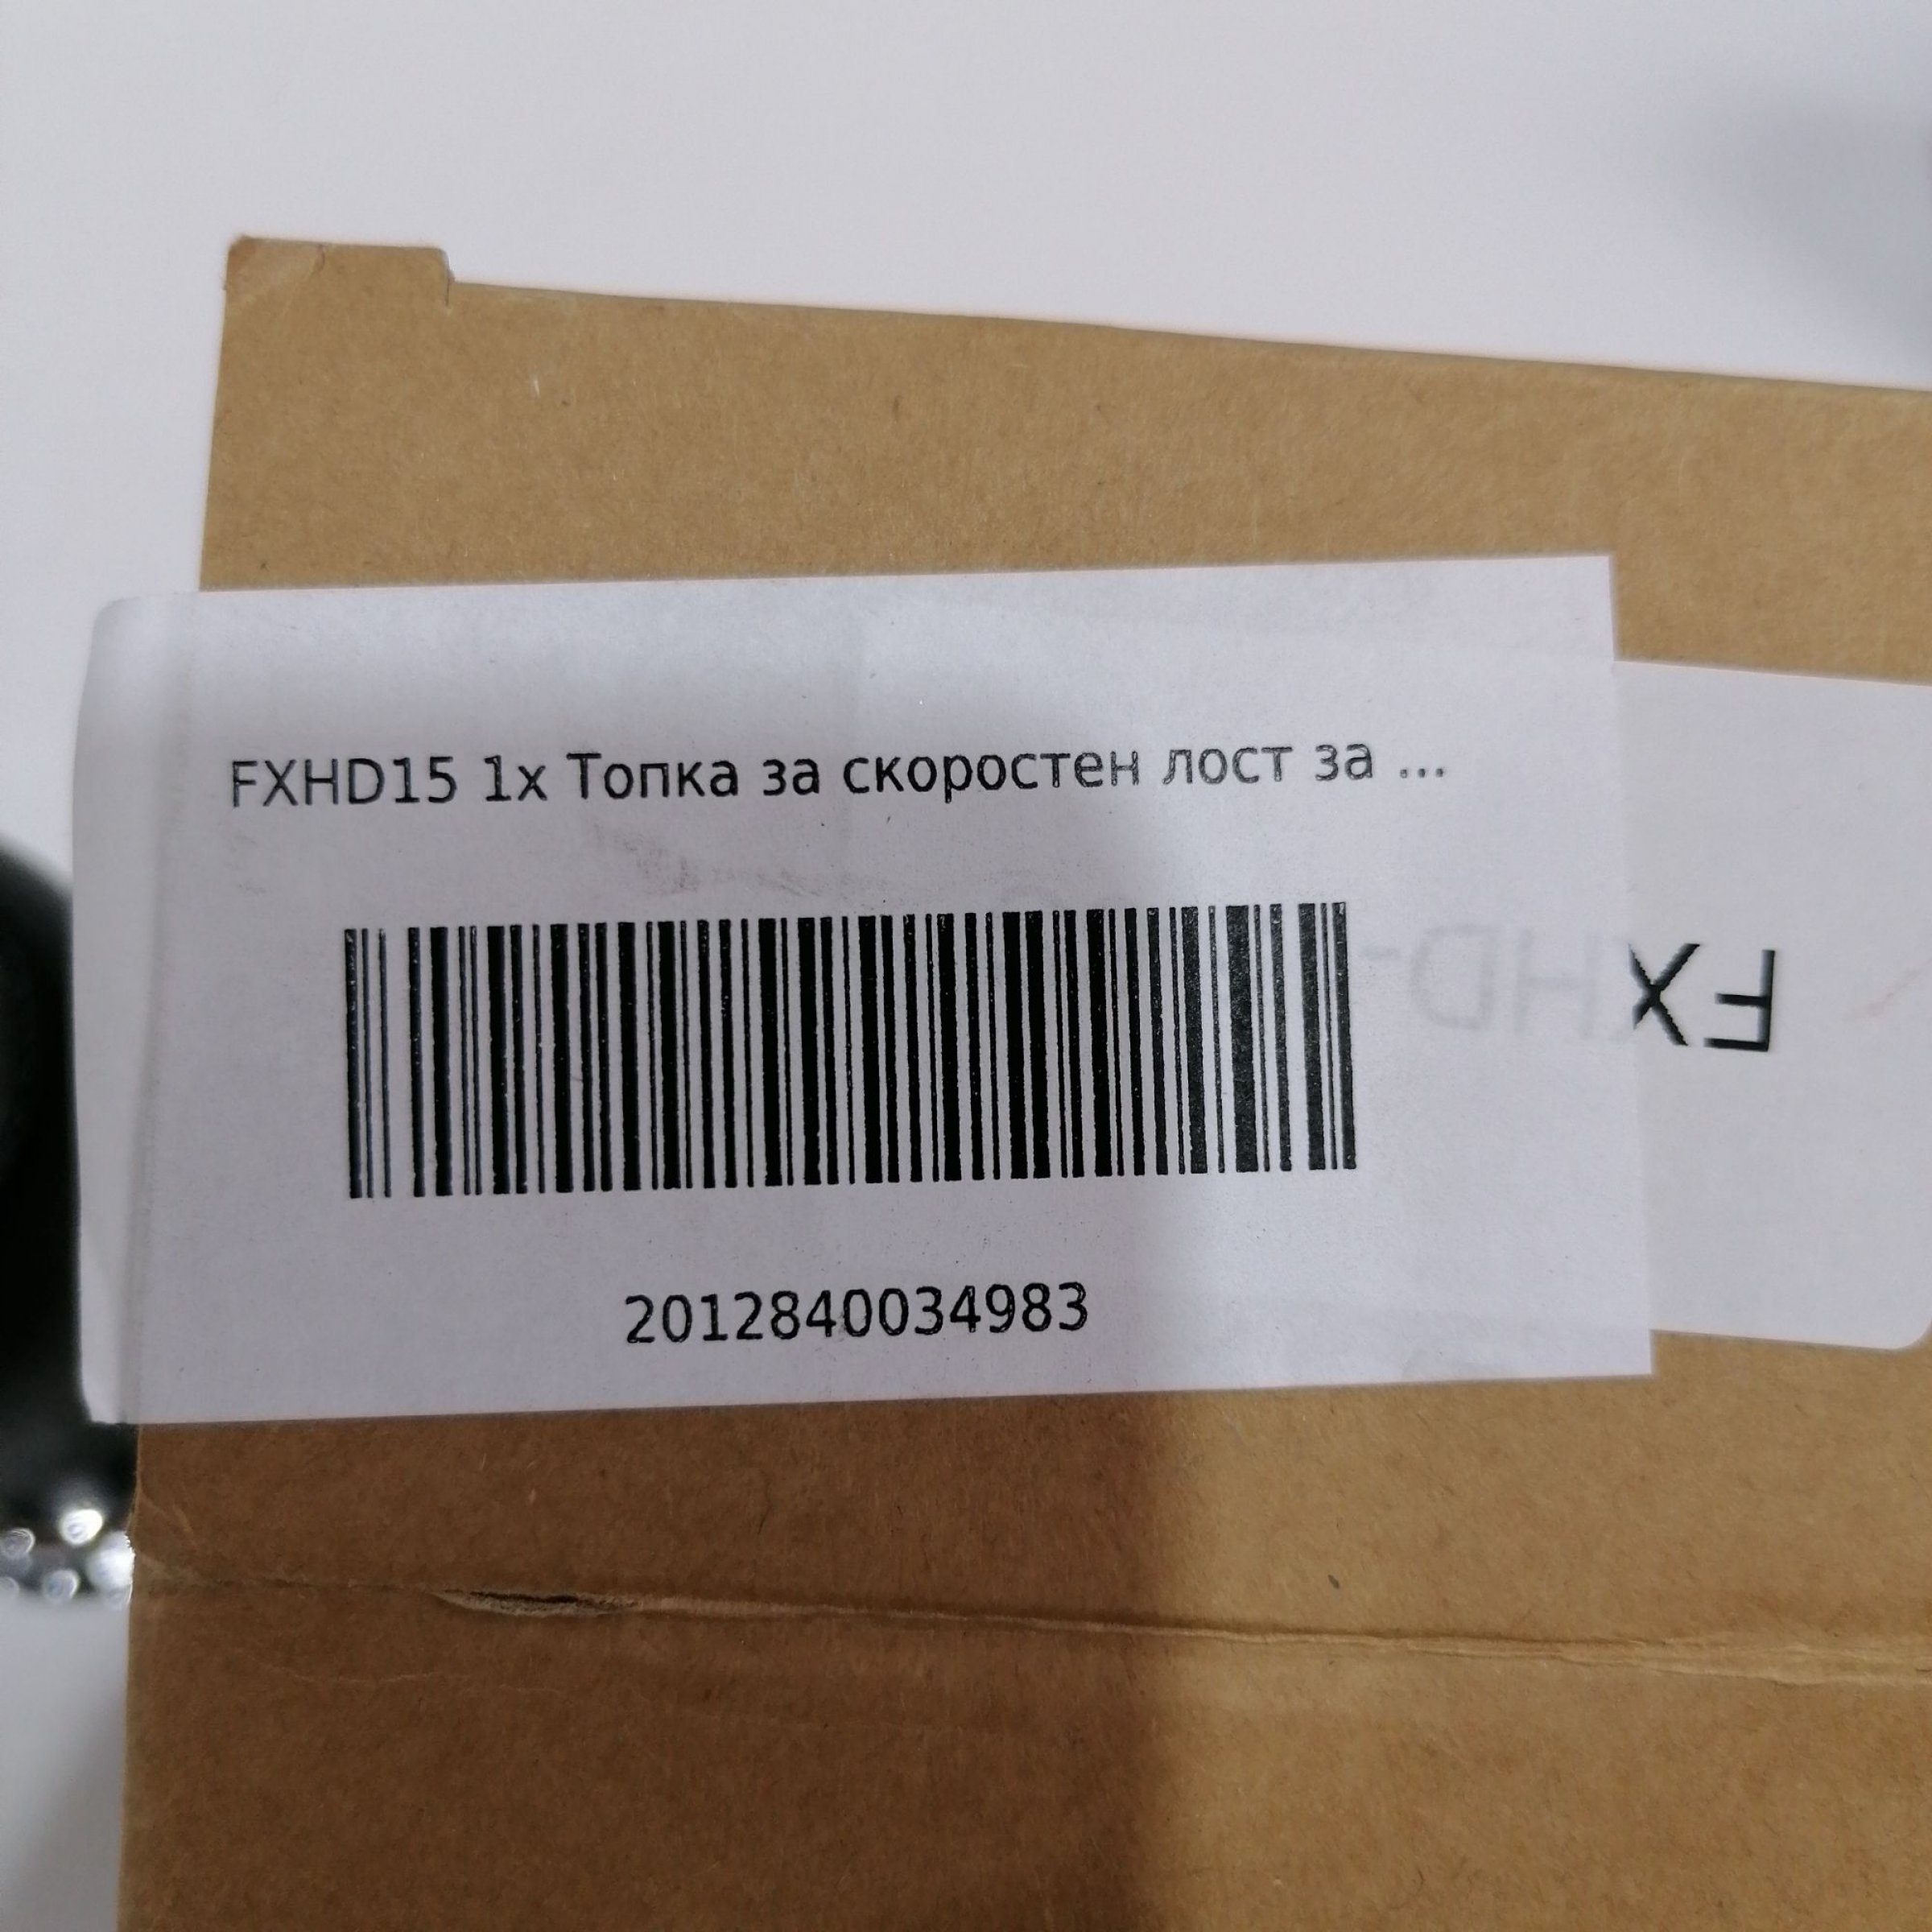 FXHD15 1x Топка за скоростен лост за ...
FXHD-
2012840034983